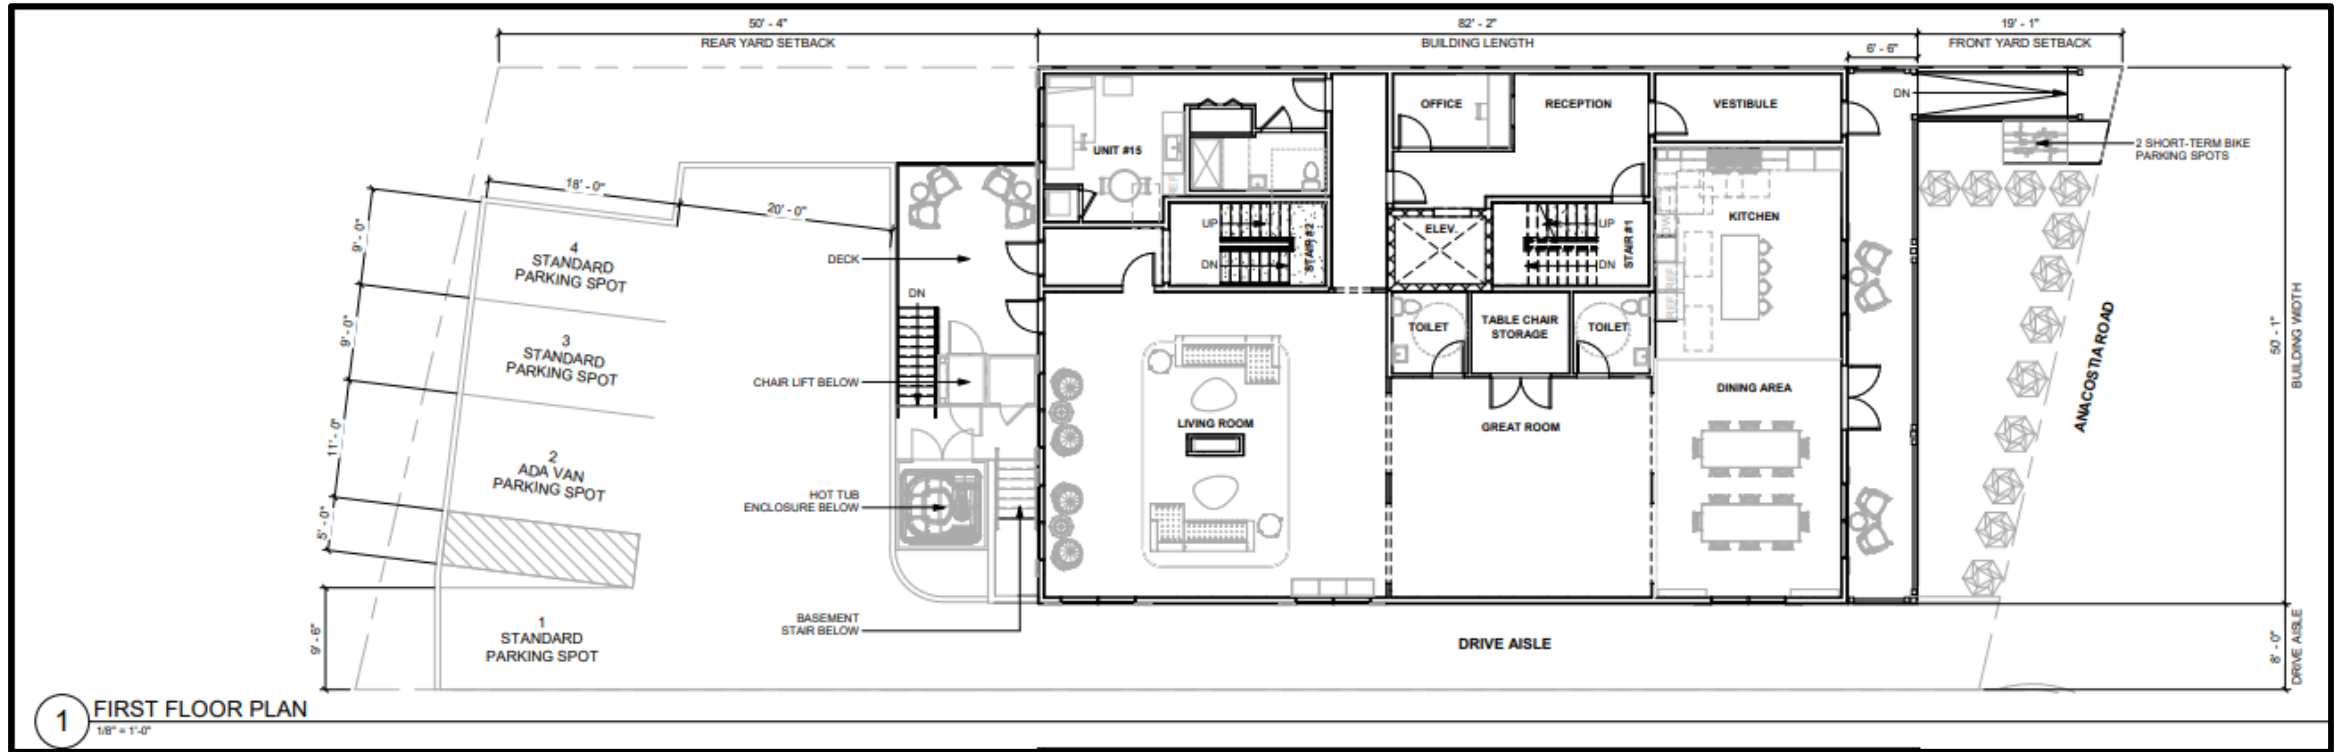 50' - 4"
REAR YARD SETBACK
82' - 2"
BUILDING LENGTH
19' - 1"
FRONT YARD SETBACK
6' - 6"
OFFICE
RECEPTION
VESTIBULE
DN
2 SHORT-TERM BIKE
PARKING SPOTS
UNIT #15
REF
18' - 0"
20' - 0"
9' - 0"
4
STANDARD
PARKING SPOT
DECK
UP
DN
STAIR #2
ELEV.
UP
DN
STAIR #1
DW
KITCHEN
REF
REF
DN
9' - 0"
3
STANDARD
PARKING SPOT
CHAIR LIFT BELOW
TOILET
TABLE CHAIR
STORAGE
TOILET
DINING AREA
ANACOSTIA ROAD
50' - 1"
BUILDING WIDTH
LIVING ROOM
GREAT ROOM
11' - 0"
2
ADA VAN
PARKING SPOT
HOT TUB
ENCLOSURE BELOW
5' - 0"
9' - 6"
1
STANDARD
PARKING SPOT
BASEMENT
STAIR BELOW
DRIVE AISLE
8' - 0"
DRIVE AISLE
1
FIRST FLOOR PLAN
1/8" = 1'-0"